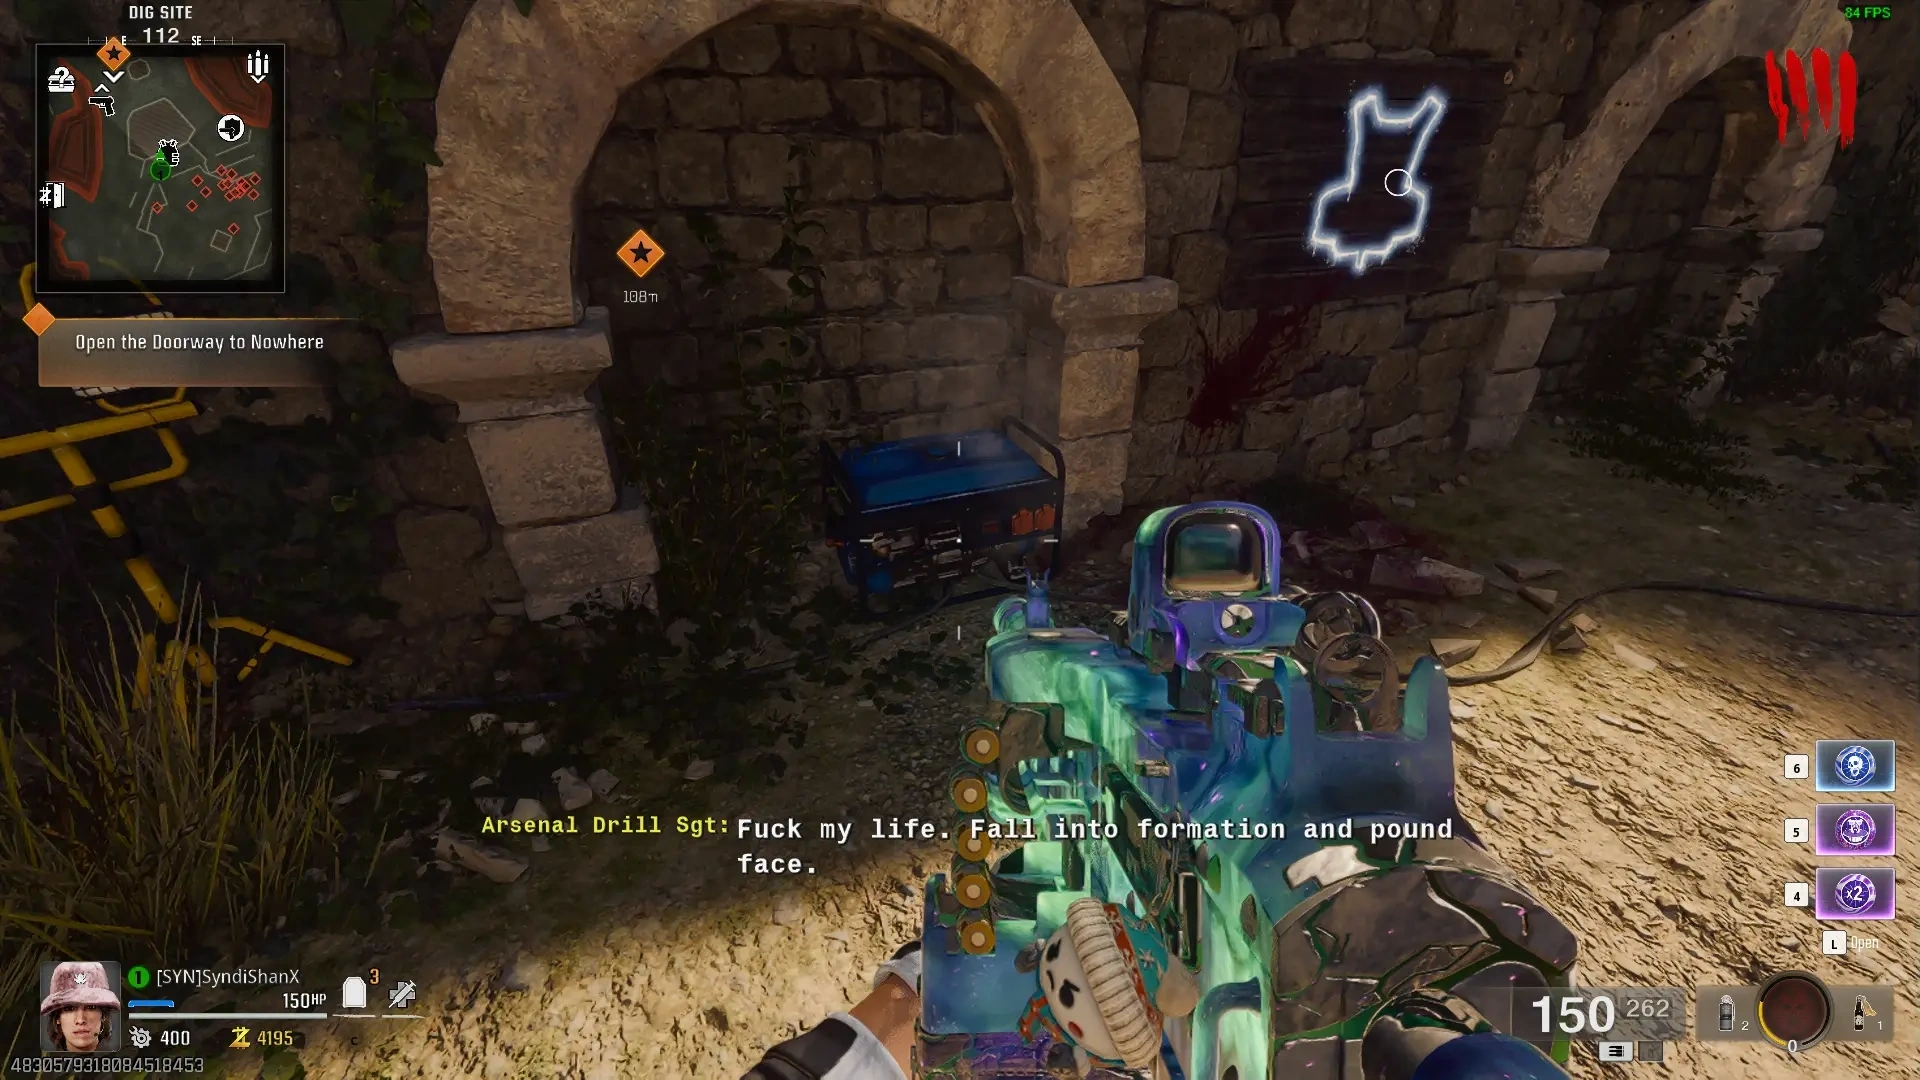 DIG SITE
E 112 SE
84 FPS
108m
Open the Doorway to Nowhere
6
5
x2
4
L Open
Arsenal Drill Sgt: Fuck my life. Fall into formation and pound
face.
1 [SYN]SyndiShanX
3
150HP
400
4195
4830579318084518453
150 262
2
0
1